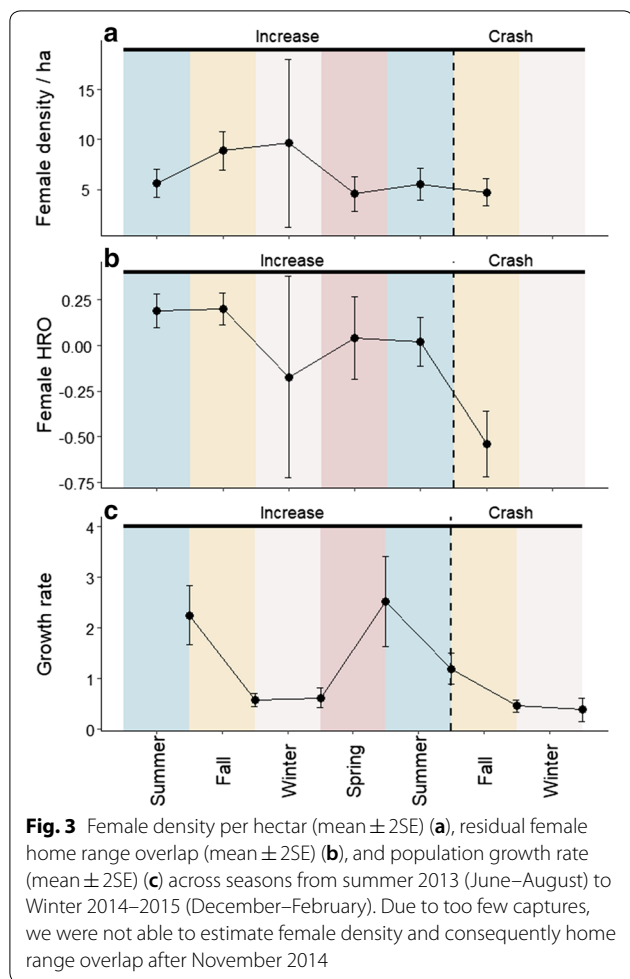 a
Increase
Crash
Female density / ha
15
10
5
b
Increase
Crash
Female HRO
0.25
0.00
-0.25
-0.50
-0.75
c
Increase
Crash
Growth rate
4
3
2
1
0
Summer
Fall
Winter
Spring
Summer
Fall
Winter
Fig. 3 Female density per hectar (mean ± 2SE) (a), residual female
home range overlap (mean ± 2SE) (b), and population growth rate
(mean ± 2SE) (c) across seasons from summer 2013 (June–August) to
Winter 2014–2015 (December–February). Due to too few captures,
we were not able to estimate female density and consequently home
range overlap after November 2014